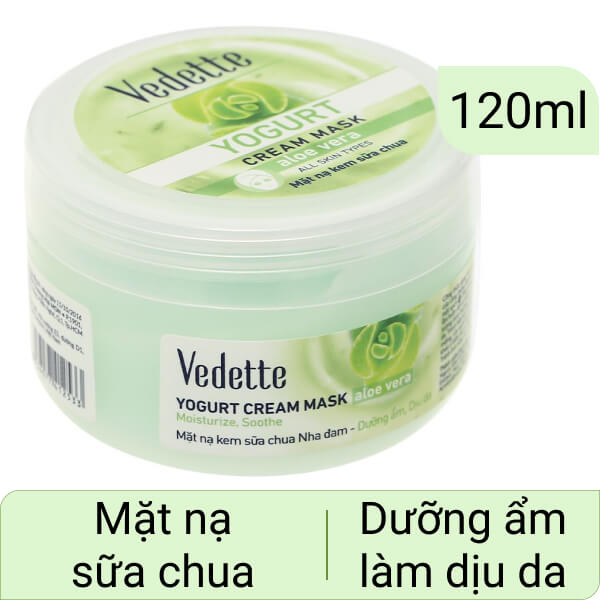 Vedette
YOGURT
CREAM MASK
aloe vera
ALL SKIN TYPES
Mặt nạ kem sữa chua
120ml
Vedette
YOGURT CREAM MASK aloe vera
Moisturize, Soothe
Mặt nạ kem sữa chua Nha đam - Dưỡng ẩm, Dịu da
Mặt nạ
sữa chua
Dưỡng ẩm
làm dịu da